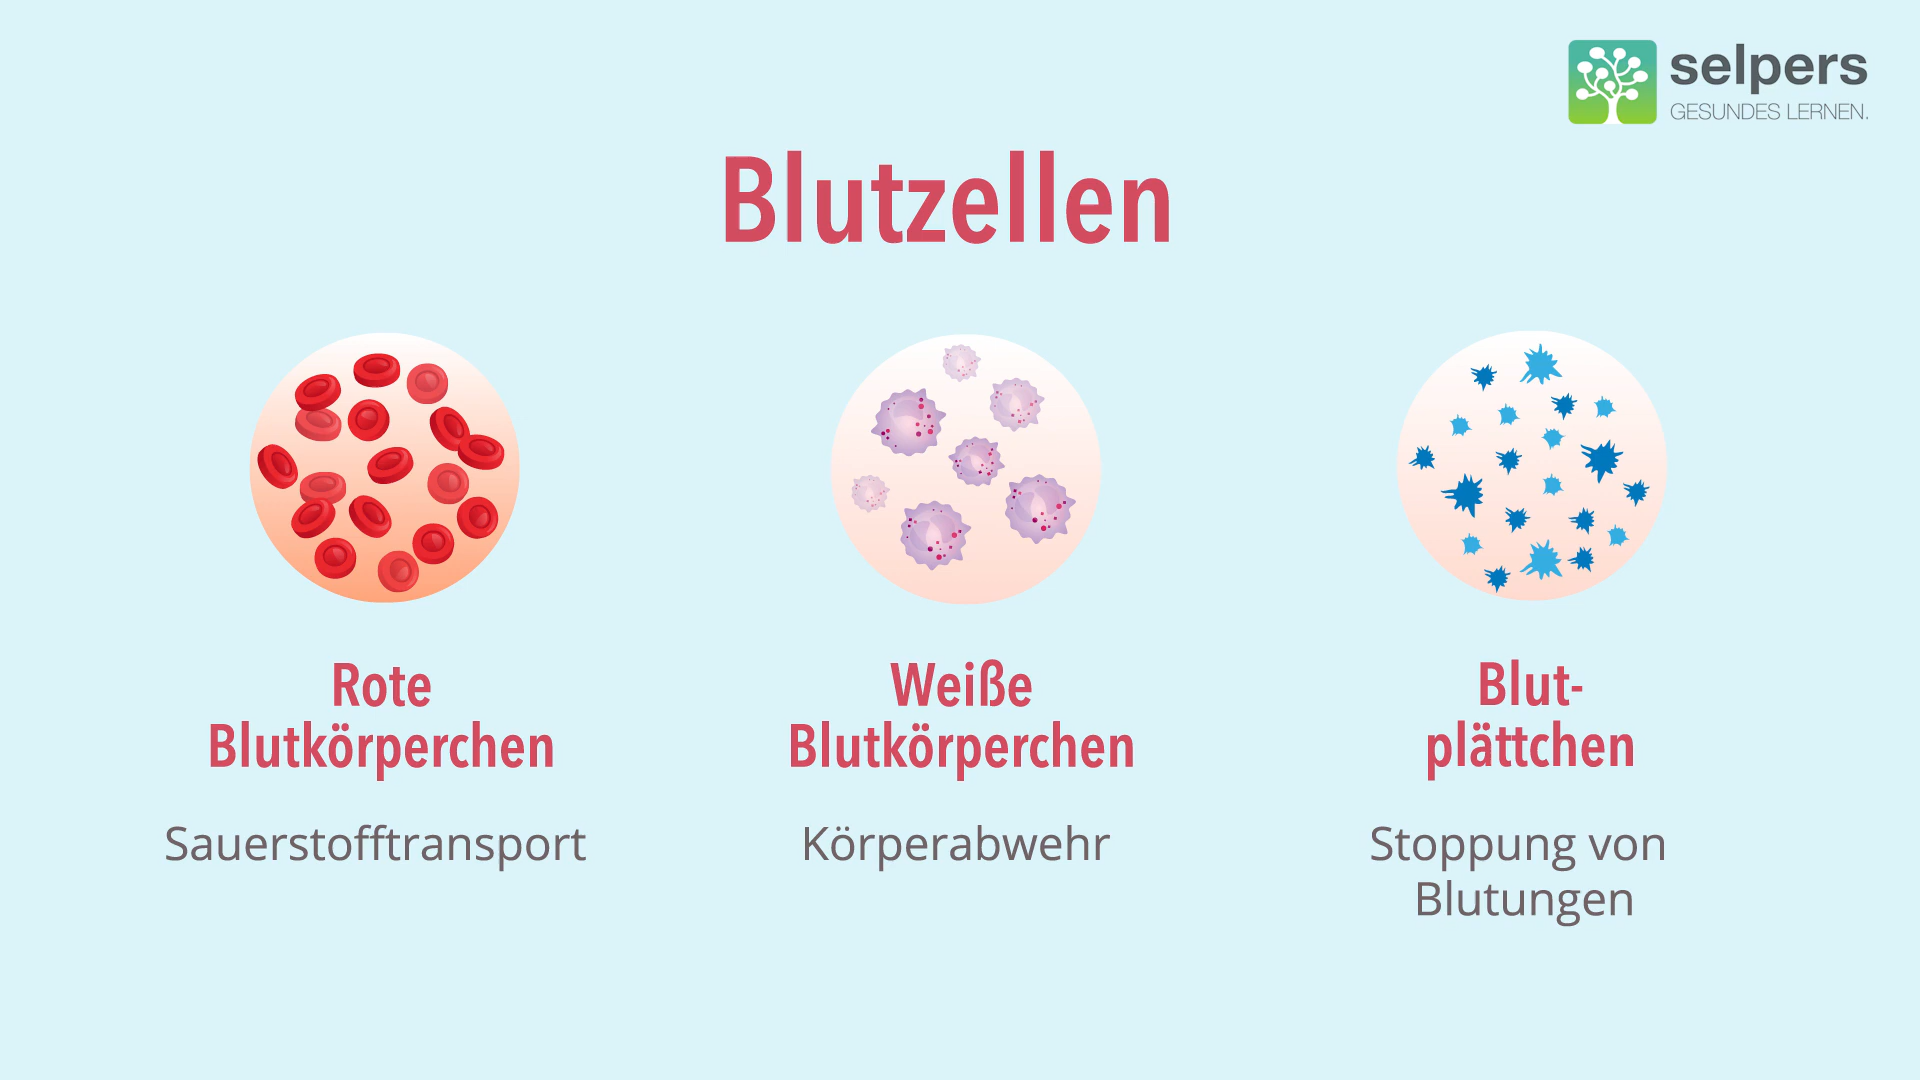 selpers
GESUNDES LERNEN.
Blutzellen
Rote
Blutkörperchen
Sauerstofftransport
Weiße
Blutkörperchen
Körperabwehr
Blut-
plättchen
Stoppung von
Blutungen